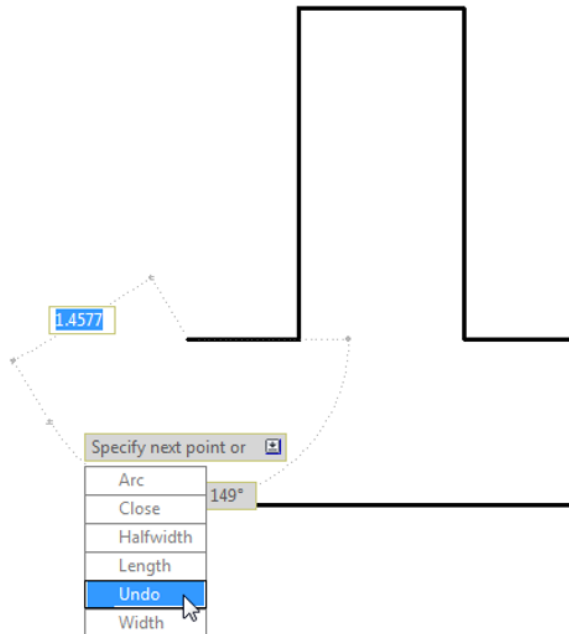 1.4577
Specify next point or
Arc
149°
Close
Halfwidth
Length
Undo
Width